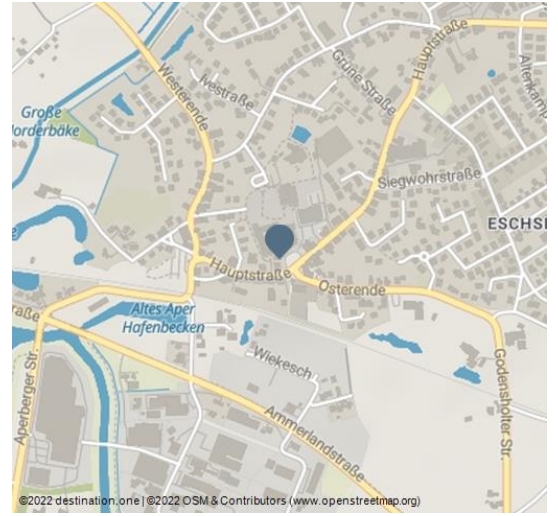 Hauptstraße
Grüne Straße
Westerende
Ivestraße
Altenkamp
Große
Norderbäke
Siegwohrstraße
ESCHS
Hauptstraße
Osterende
Altes Aper
Hafenbecken
raße
Wiekesch
Godensholter Str.
Aperberger Str.
Ammerlandstraße
©2022 destination.one | ©2022 OSM & Contributors (www.openstreetmap.org)